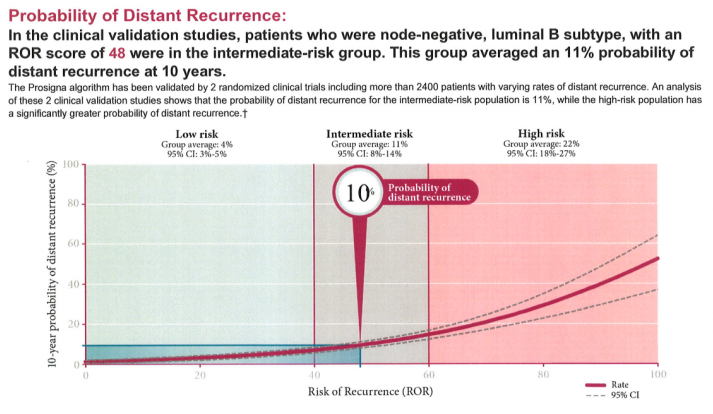 Probability of Distant Recurrence:
In the clinical validation studies, patients who were node-negative, luminal B subtype, with an
ROR score of 48 were in the intermediate-risk group. This group averaged an 11% probability of
distant recurrence at 10 years.
The Prosigna algorithm has been validated by 2 randomized clinical trials including more than 2400 patients with varying rates of distant recurrence. An analysis
of these 2 clinical validation studies shows that the probability of distant recurrence for the intermediate-risk population is 11%, while the high-risk population has
a significantly greater probability of distant recurrence.†
Low risk
Group average: 4%
95% CI: 3%-5%
Intermediate risk
Group average: 11%
95% CI: 8%-14%
High risk
Group average: 22%
95% CI: 18%-27%
10%
Probability of
distant recurrence
10-year probability of distant recurrence (%)
100
80
60
40
20
0
0
20
40
60
80
100
Risk of Recurrence (ROR)
Rate
95% CI